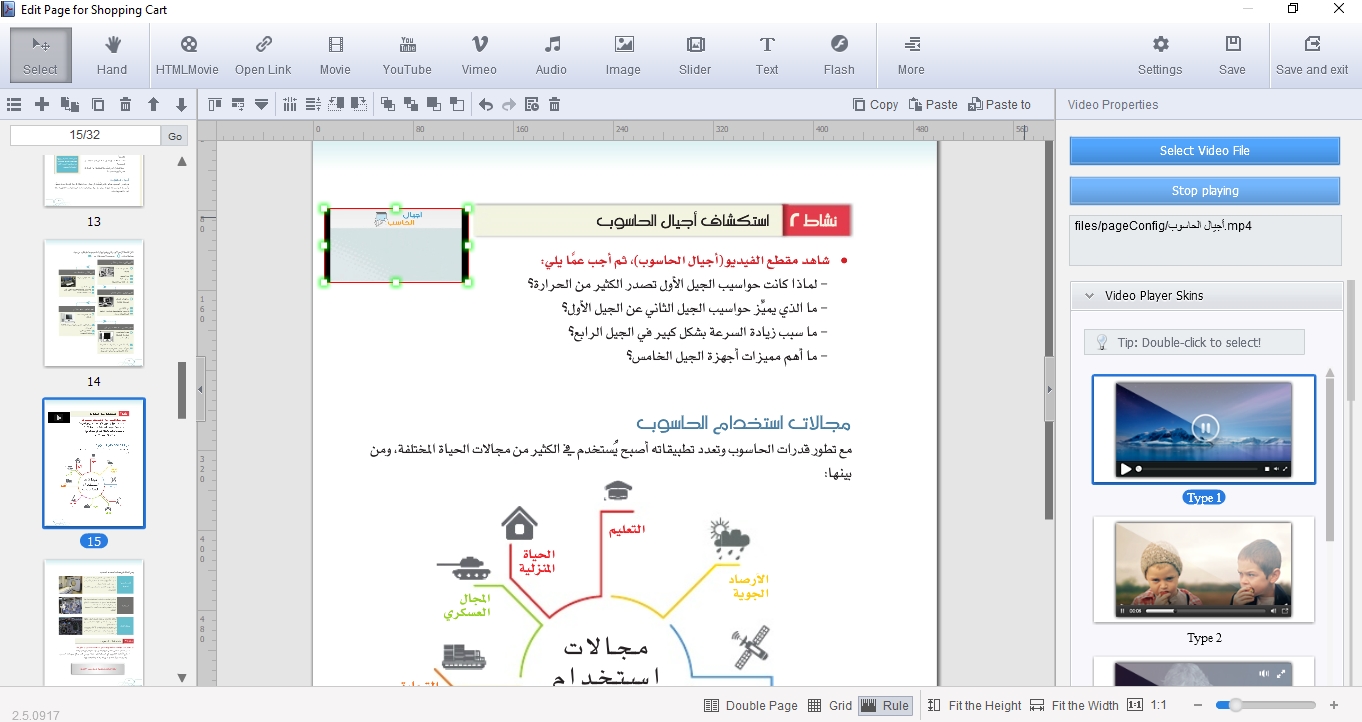 Edit Page for Shopping Cart
Select
Hand
HTMLMovie
Open Link
Movie
YouTube
Vimeo
Audio
Image
Slider
Text
Flash
More
Settings
Save
Save and exit
Copy
Paste
Paste to
Video Properties
15/32
Go
0 80 160 240 320 400 480 560
13
14
15
أجيال
الحاسب
نشاط ٢
استكشاف أجيال الحاسوب
• شاهد مقطع الفيديو(أجيال الحاسوب)، ثم أجب عمَّا يلي:
– لماذا كانت حواسيب الجيل الأول تصدر الكثير من الحرارة؟
– ما الذي يميِّز حواسيب الجيل الثاني عن الجيل الأول؟
– ما سبب زيادة السرعة بشكل كبير في الجيل الرابع؟
– ما أهم مميزات أجهزة الجيل الخامس؟
مجالات استخدام الحاسوب
مع تطور قدرات الحاسوب وتعدد تطبيقاته أصبح يُستخدم في الكثير من مجالات الحياة المختلفة، ومن
بينها:
التعليم
الحياة
المنزلية
الأرصاد
الجوية
المجال
العسكري
مجالات
استخدام
Select Video File
Stop playing
files/pageConfig/أجيال الحاسوب.mp4
Video Player Skins
Tip: Double-click to select!
Type 1
00:08
Type 2
Double Page
Grid
Rule
Fit the Height
Fit the Width
1:1
1:1
2.5.0917